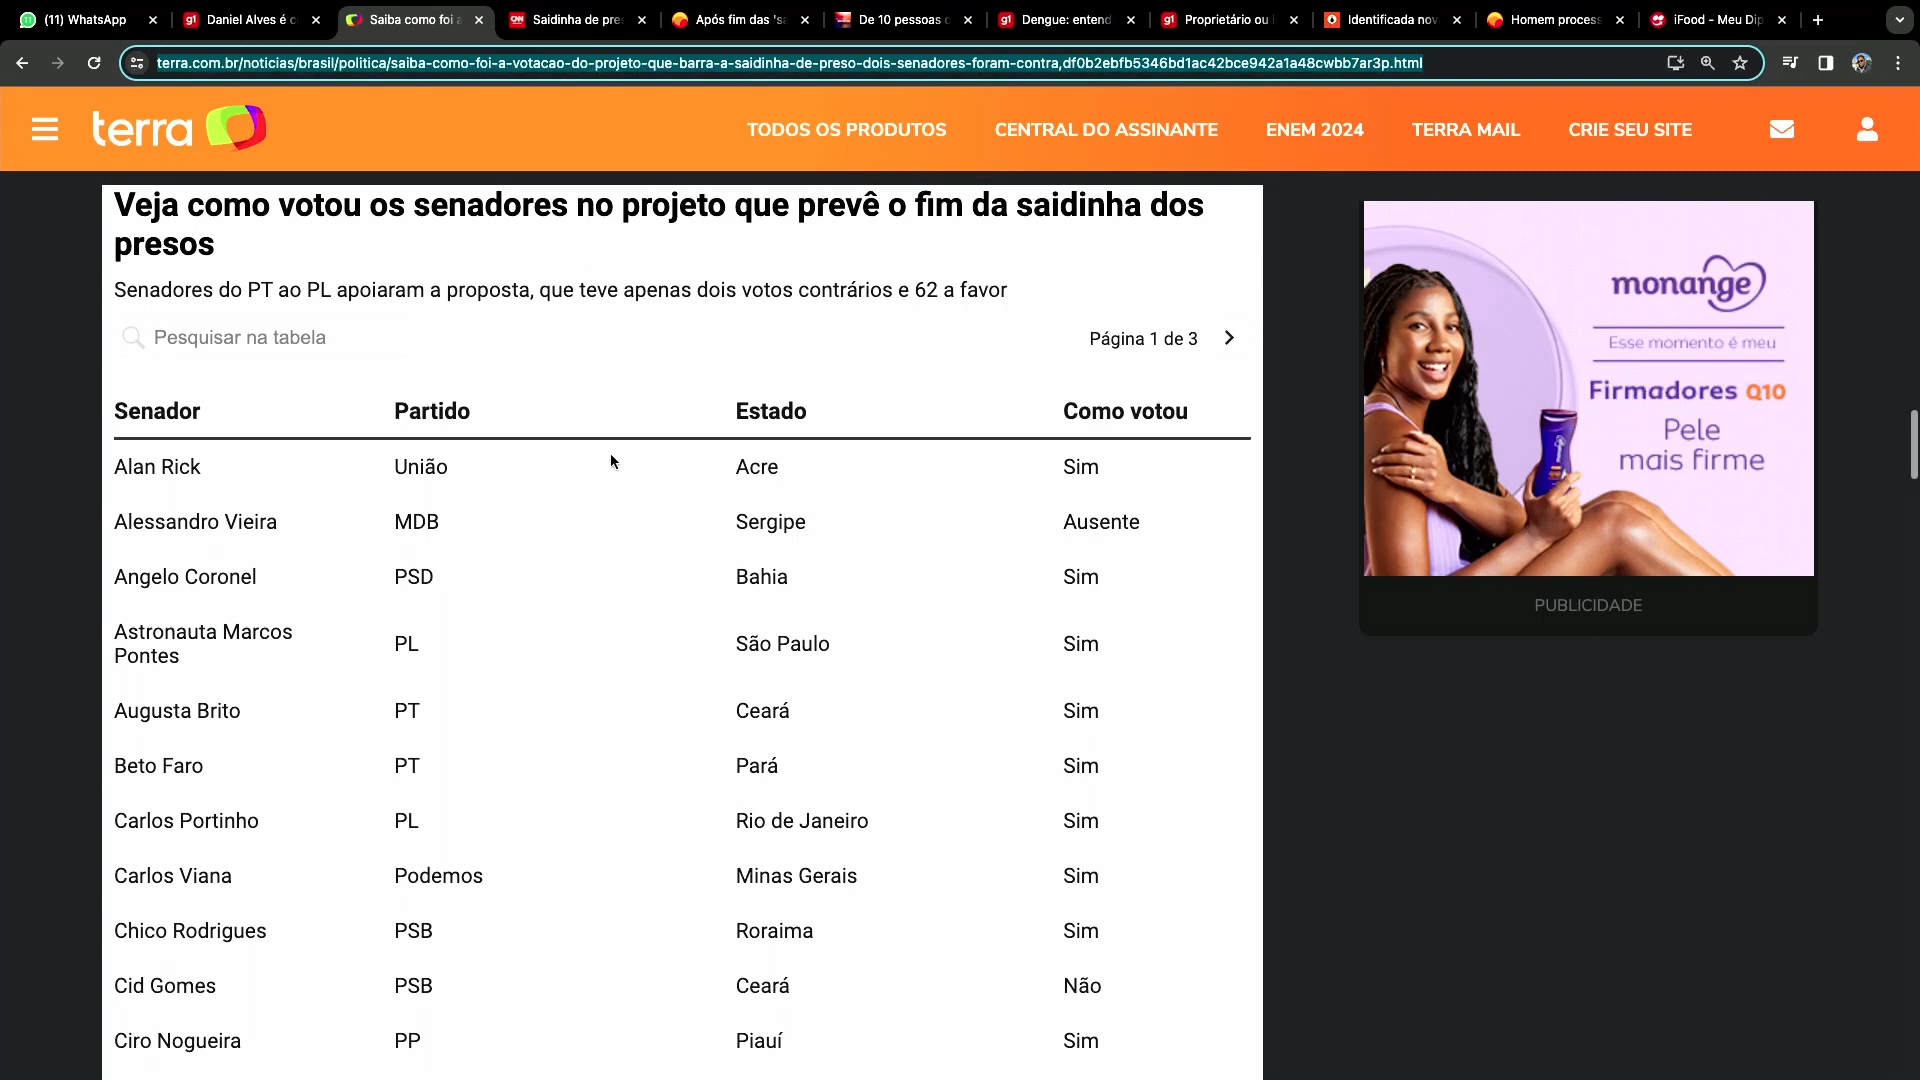 (11) WhatsApp
Daniel Alves é c
Saiba como foi a
Saidinha de pre
Após fim das 's
De 10 pessoas
Dengue: entend
Proprietário ou
Identificada nov
Homem process
iFood - Meu Di
terra.com.br/noticias/brasil/politica/saiba-como-foi-a-votacao-do-projeto-que-barra-a-saidinha-de-preso-dois-senadores-foram-contra,df0b2ebfb5346bd1ac42bce942a1a48cwbb7ar3p.html
terra
TODOS OS PRODUTOS
CENTRAL DO ASSINANTE
ENEM 2024
TERRA MAIL
CRIE SEU SITE
Veja como votou os senadores no projeto que prevê o fim da saidinha dos
presos
Senadores do PT ao PL apoiaram a proposta, que teve apenas dois votos contrários e 62 a favor
Pesquisar na tabela
Página 1 de 3
Senador Partido Estado Como votou
Alan Rick União Acre Sim
Alessandro Vieira MDB Sergipe Ausente
Angelo Coronel PSD Bahia Sim
Astronauta Marcos
Pontes PL São Paulo Sim
Augusta Brito PT Ceará Sim
Beto Faro PT Pará Sim
Carlos Portinho PL Rio de Janeiro Sim
Carlos Viana Podemos Minas Gerais Sim
Chico Rodrigues PSB Roraima Sim
Cid Gomes PSB Ceará Não
Ciro Nogueira PP Piauí Sim
monange
Esse momento é meu
Firmadores Q10
Pele
mais firme
PUBLICIDADE